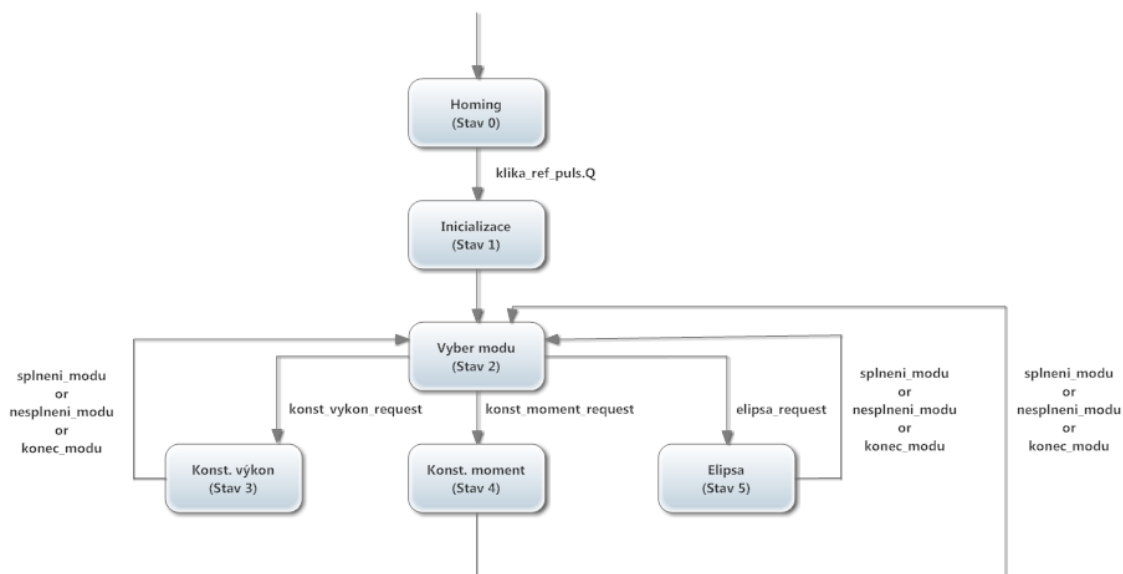 Homing
(Stav 0)
klika_ref_puls.Q
Inicializace
(Stav 1)
Vyber modu
(Stav 2)
splneni_modu
or
nesplneni_modu
or
konec_modu
konst_vykon_request
konst_moment_request
elipsa_request
splneni_modu
or
nesplneni_modu
or
konec_modu
splneni_modu
or
nesplneni_modu
or
konec_modu
Konst. výkon
(Stav 3)
Konst. moment
(Stav 4)
Elipsa
(Stav 5)